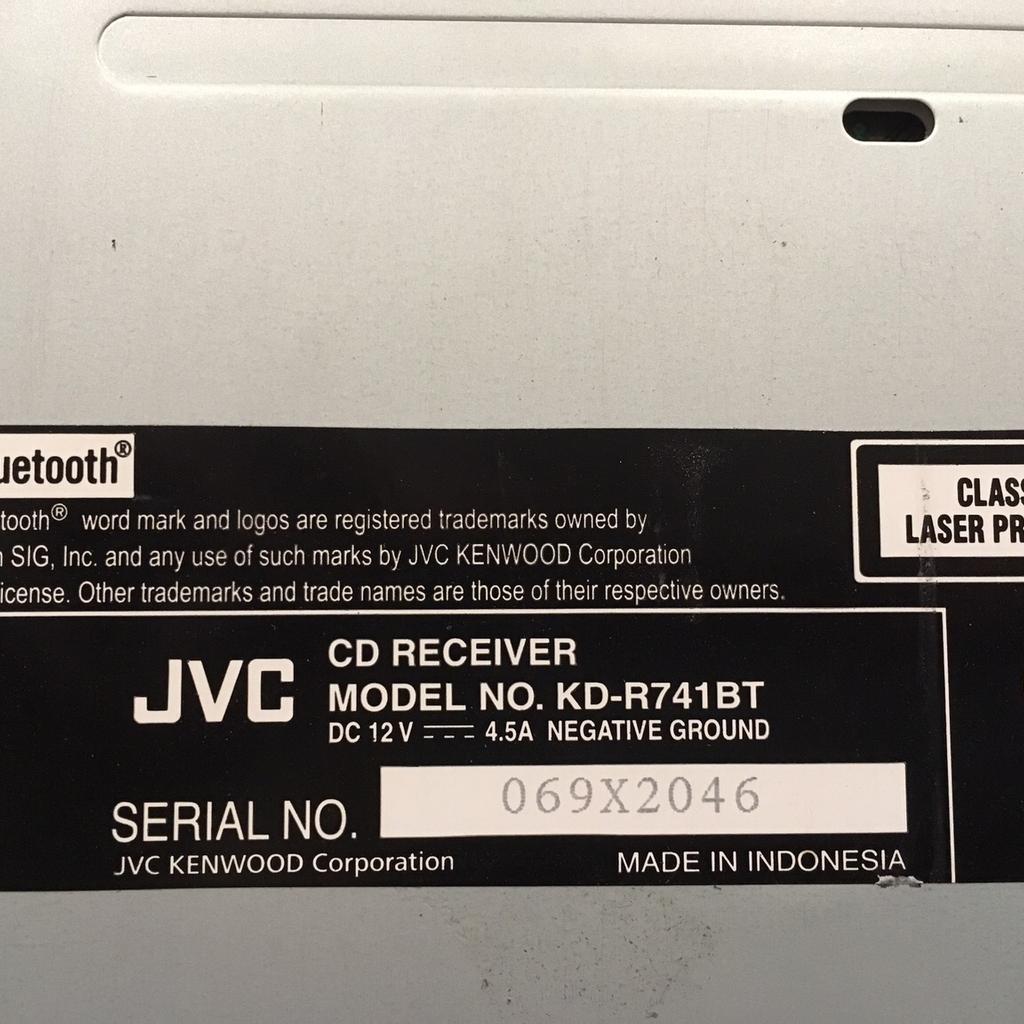 uetooth®
tooth® word mark and logos are registered trademarks owned by
SIG, Inc. and any use of such marks by JVC KENWOOD Corporation
icense. Other trademarks and trade names are those of their respective owners.
CLASS
LASER PR
JVC
CD RECEIVER
MODEL NO. KD-R741BT
DC 12 V ⎓ 4.5A NEGATIVE GROUND
SERIAL NO. 069X2046
JVC KENWOOD Corporation
MADE IN INDONESIA